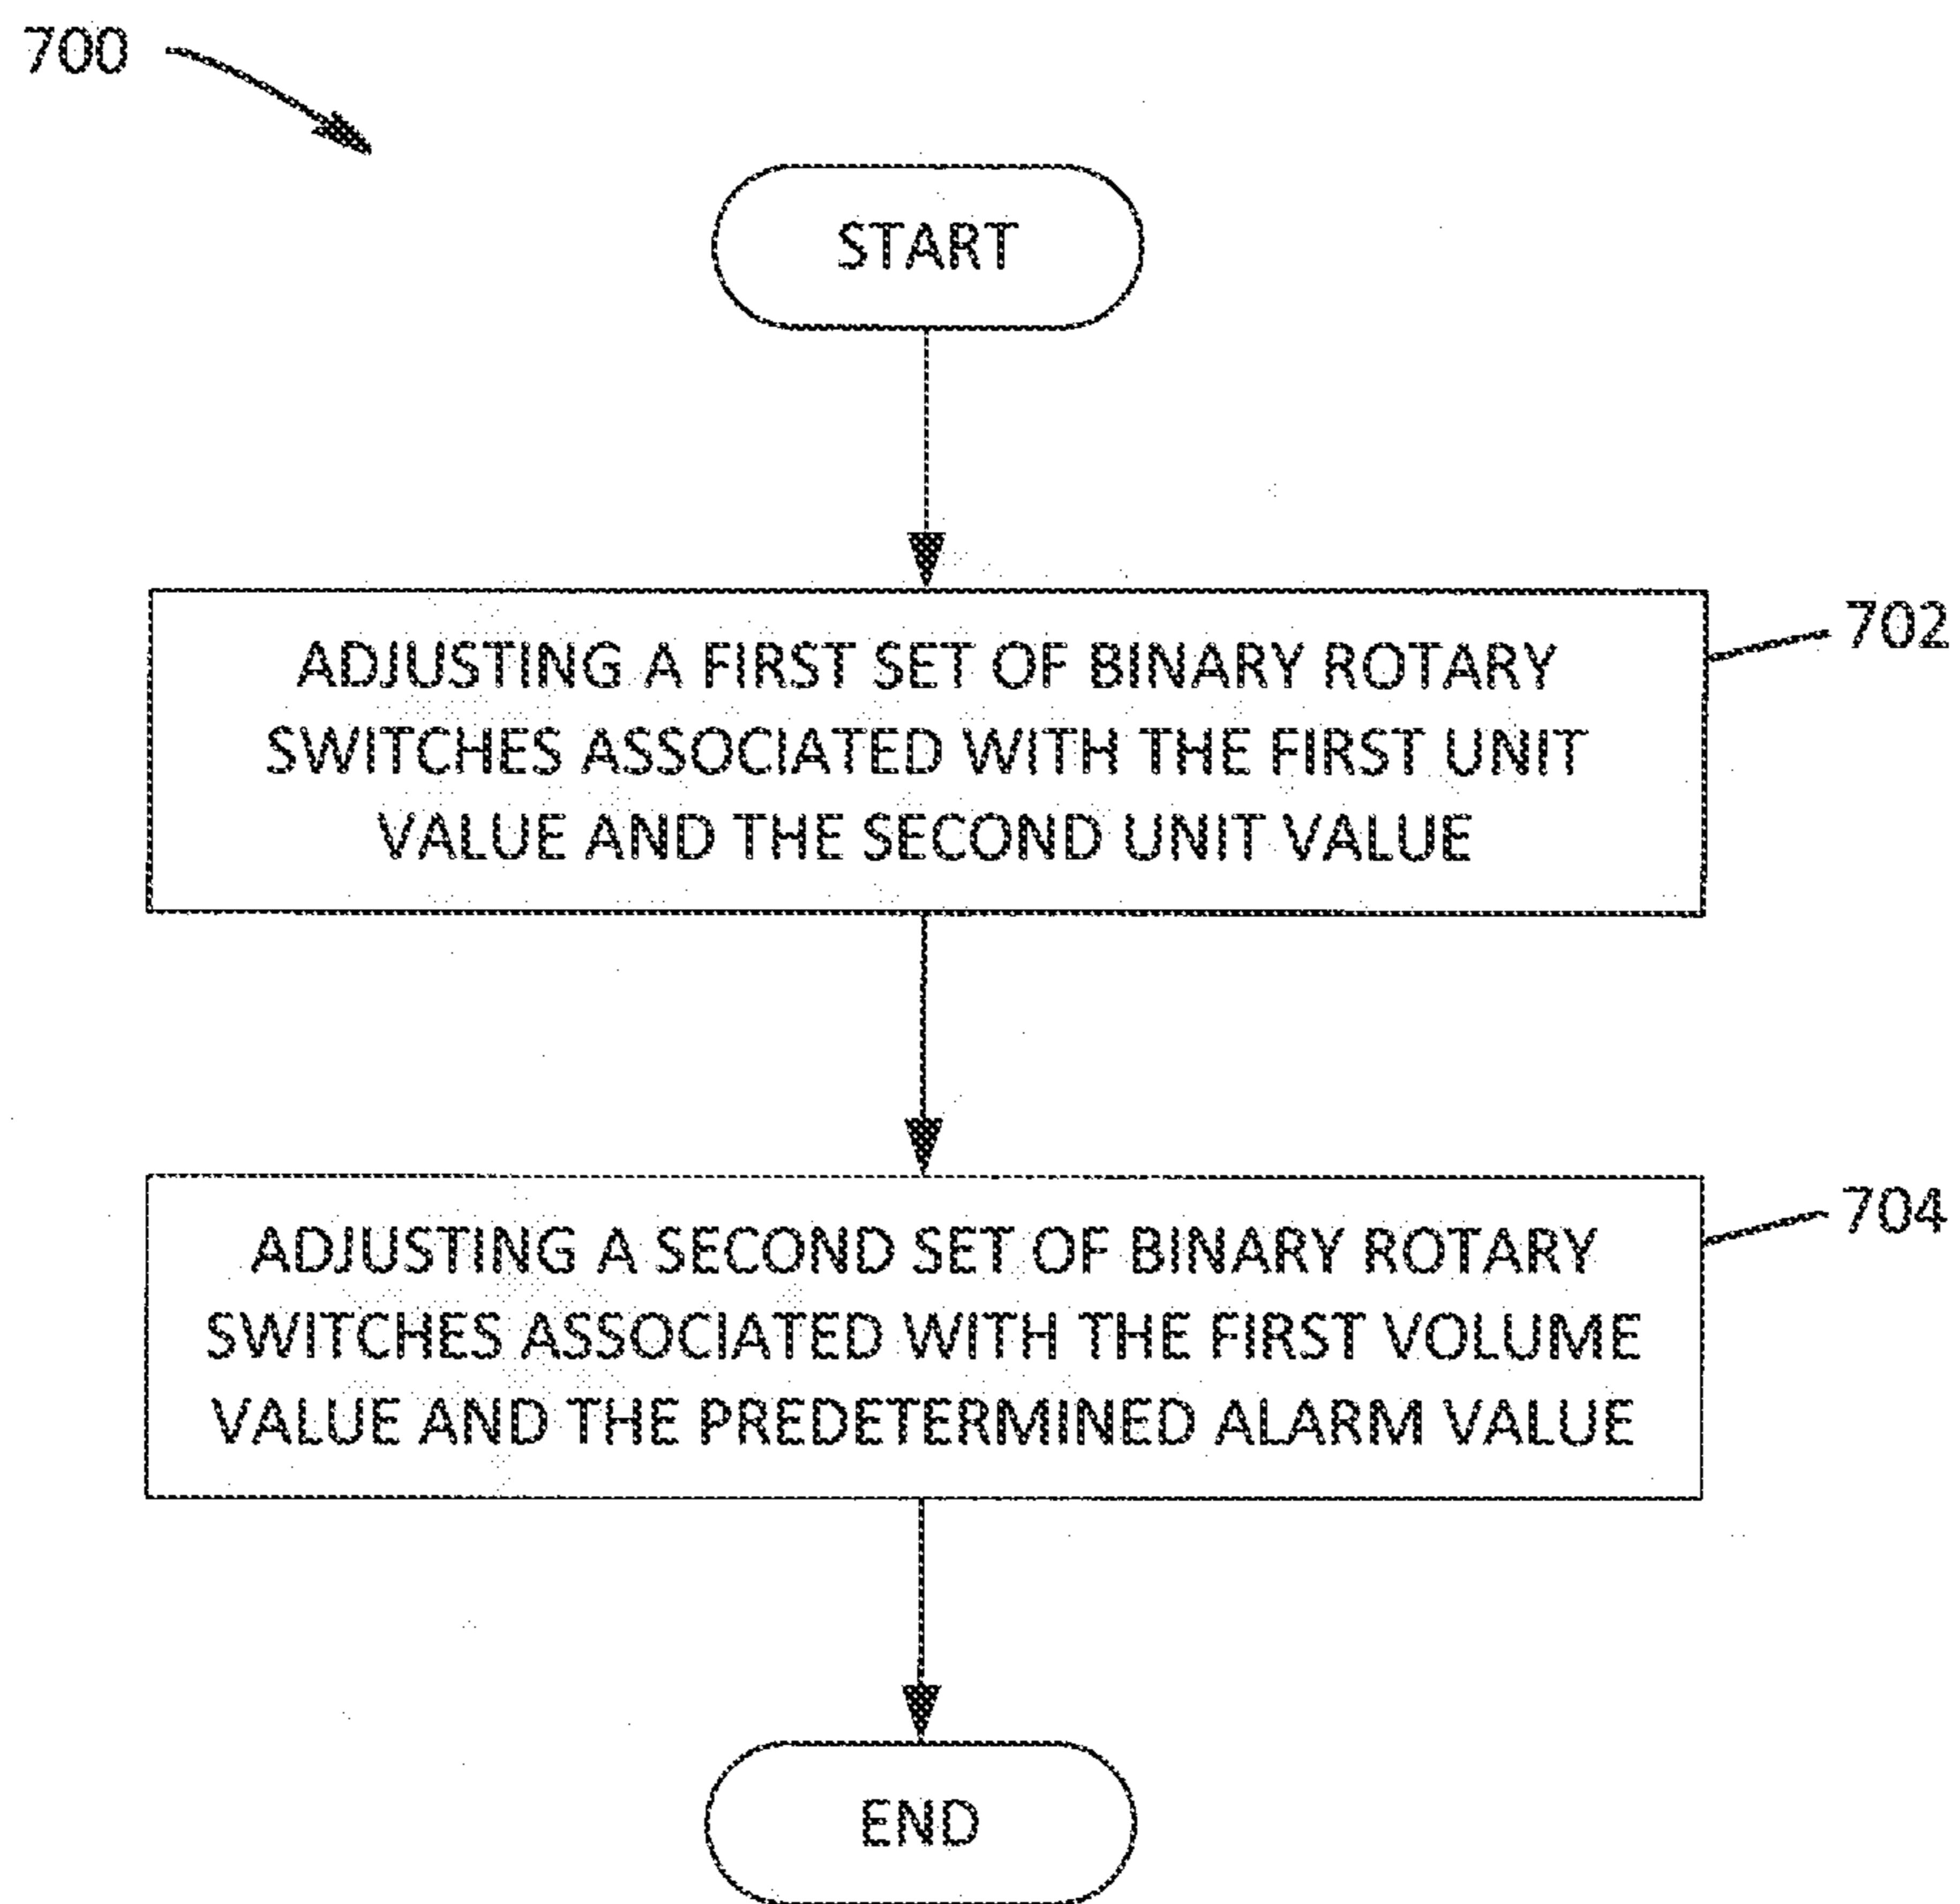 700
START
ADJUSTING A FIRST SET OF BINARY ROTARY
SWITCHES ASSOCIATED WITH THE FIRST UNIT
VALUE AND THE SECOND UNIT VALUE
702
ADJUSTING A SECOND SET OF BINARY ROTARY
SWITCHES ASSOCIATED WITH THE FIRST VOLUME
VALUE AND THE PREDETERMINED ALARM VALUE
704
END